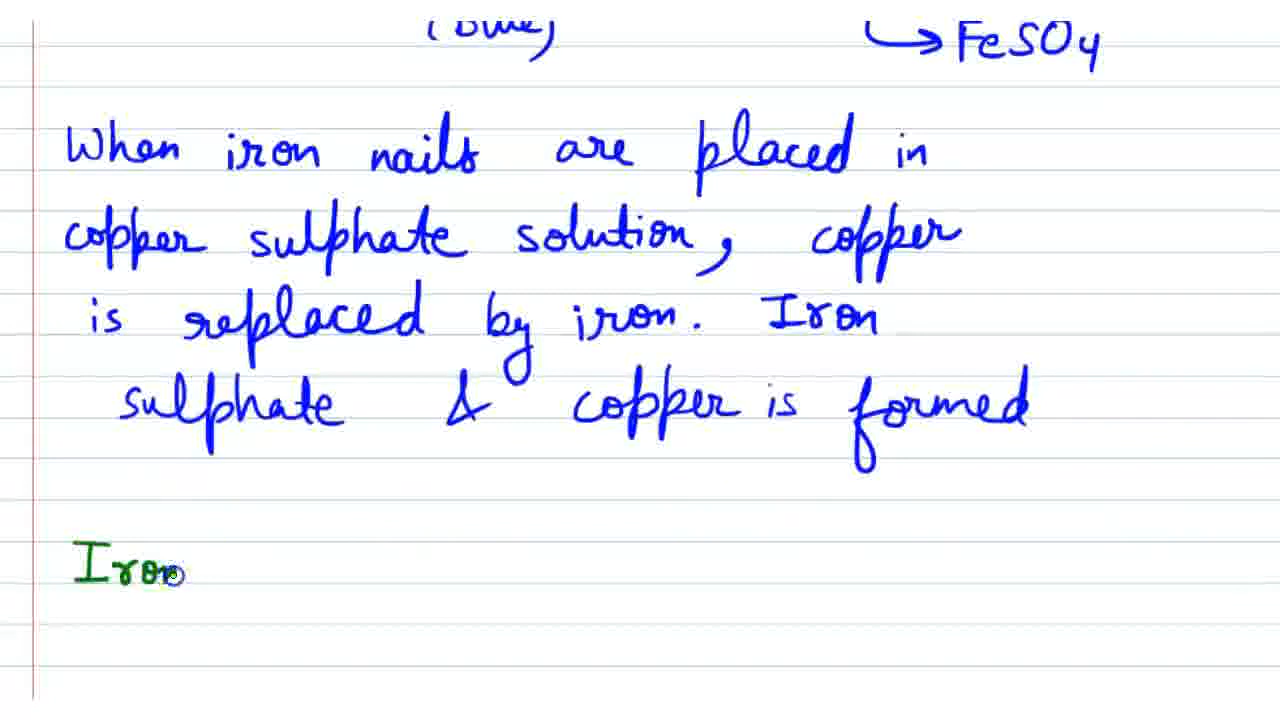 (Blue) → FeSO4
When iron nails are placed in
copper sulphate solution, copper
is replaced by iron. Iron
sulphate & copper is formed
Iron